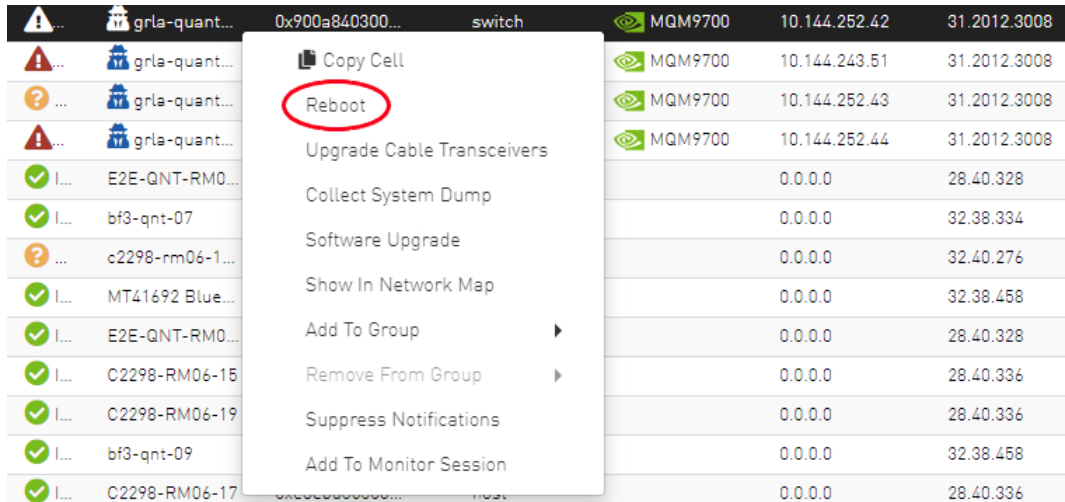 ... grla-quant... 0x900a840300... switch MQM9700 10.144.252.42 31.2012.3008
... grla-quant... MQM9700 10.144.243.51 31.2012.3008
... grla-quant... MQM9700 10.144.252.43 31.2012.3008
... grla-quant... MQM9700 10.144.252.44 31.2012.3008
I... E2E-QNT-RM0... 0.0.0.0 28.40.328
I... bf3-qnt-07 0.0.0.0 32.38.334
... c2298-rm06-1... 0.0.0.0 32.40.276
I... MT41692 Blue... 0.0.0.0 32.38.458
I... E2E-QNT-RM0... 0.0.0.0 28.40.328
I... C2298-RM06-15 0.0.0.0 28.40.336
I... C2298-RM06-19 0.0.0.0 28.40.336
I... bf3-qnt-09 0.0.0.0 32.38.458
I... C2298-RM06-17 0.0.0.0 28.40.336
Copy Cell
Reboot
Upgrade Cable Transceivers
Collect System Dump
Software Upgrade
Show In Network Map
Add To Group
Remove From Group
Suppress Notifications
Add To Monitor Session